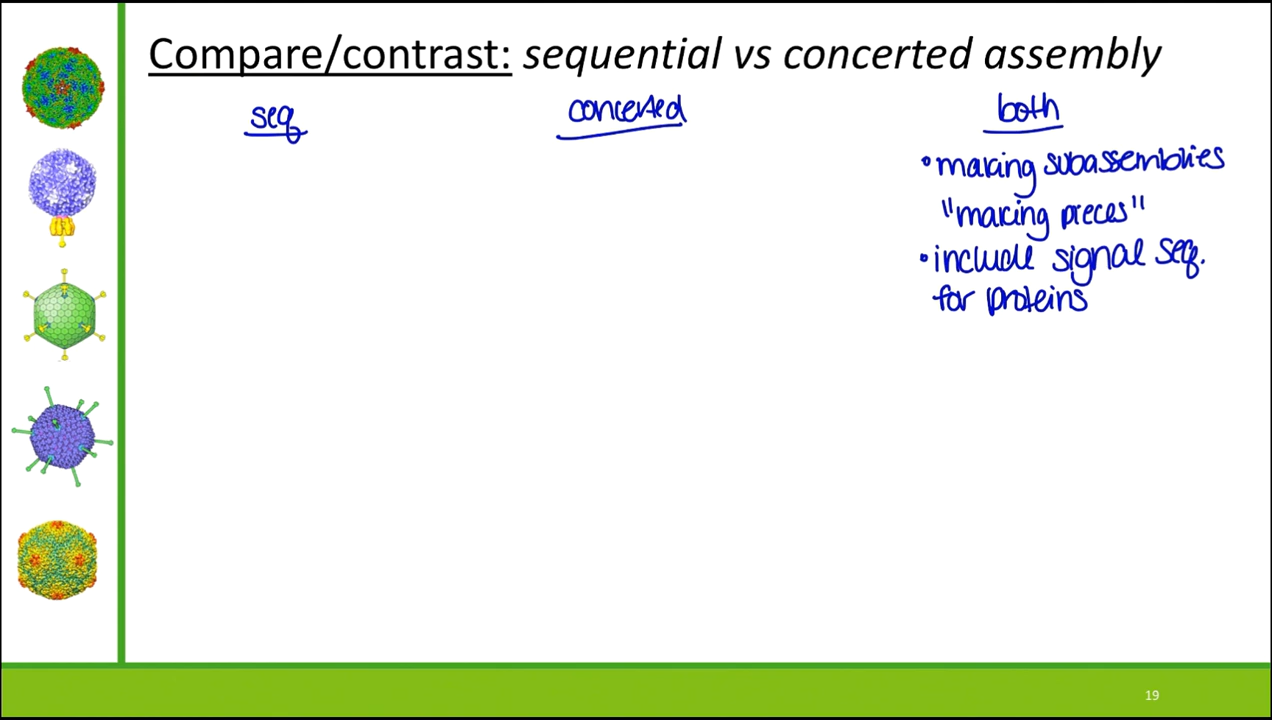 Compare/contrast: sequential vs concerted assembly
seq
concerted
both
• making subassemblies
"making pieces"
• include signal seq.
for proteins
19